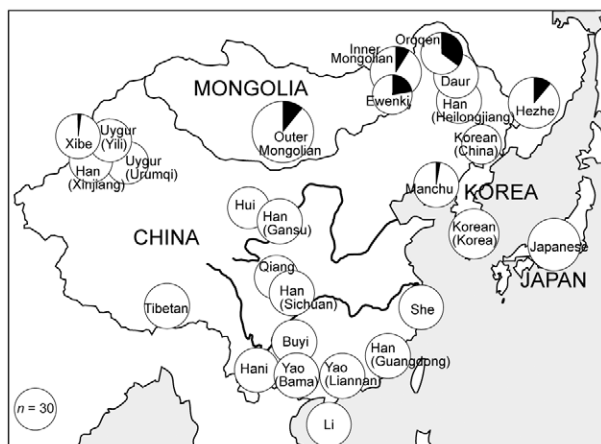 Inner
Mongolian
Oroqen
MONGOLIA
Ewenki
Daur
Han
(Heilongjiang)
Hezhe
Outer
Mongolian
Xibe
Uygur
(Yili)
Uygur
(Urumqi)
Han
(Xinjiang)
Korean
(China)
Manchu
KOREA
Hui
Han
(Gansu)
CHINA
Korean
(Korea)
Japanese
JAPAN
Qiang
Han
(Sichuan)
Tibetan
She
Buyi
Han
(Guangdong)
Hani
Yao
(Bama)
Yao
(Liannan)
n = 30
Li